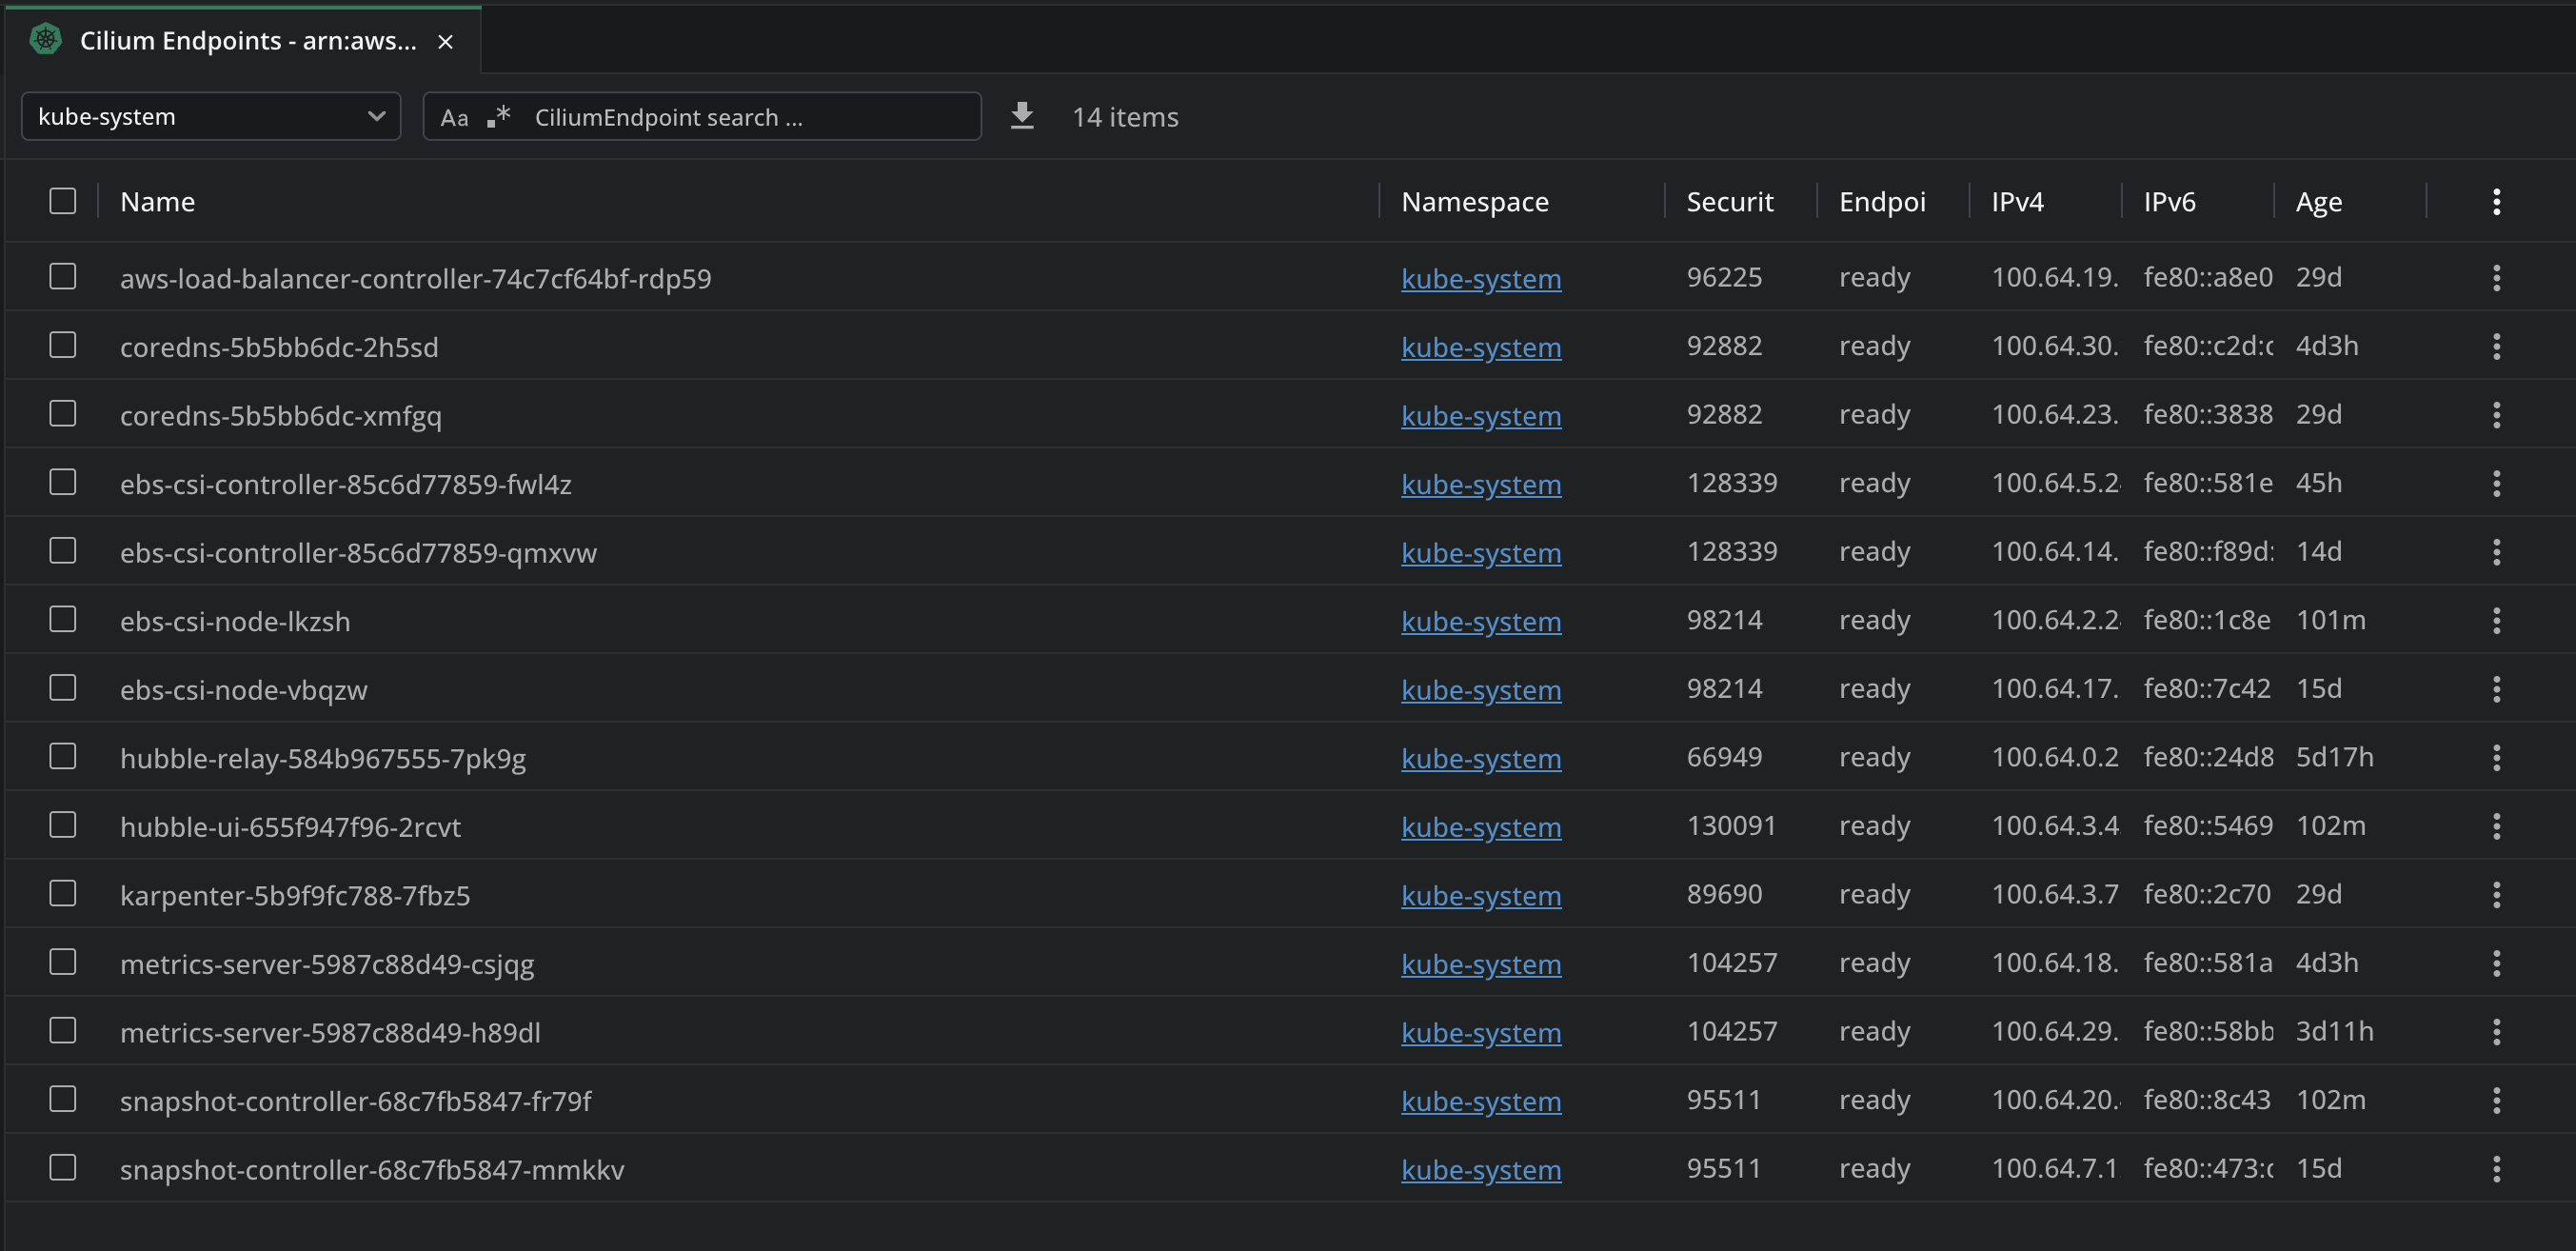 Cilium Endpoints - arn:aws...
kube-system Aa .* CiliumEndpoint search ... 14 items
Name Namespace Securit Endpoi IPv4 IPv6 Age
aws-load-balancer-controller-74c7cf64bf-rdp59 kube-system 96225 ready 100.64.19. fe80::a8e0 29d
coredns-5b5bb6dc-2h5sd kube-system 92882 ready 100.64.30. fe80::c2d: 4d3h
coredns-5b5bb6dc-xmfgq kube-system 92882 ready 100.64.23. fe80::3838 29d
ebs-csi-controller-85c6d77859-fwl4z kube-system 128339 ready 100.64.5.2 fe80::581e 45h
ebs-csi-controller-85c6d77859-qmxvw kube-system 128339 ready 100.64.14. fe80::f89d: 14d
ebs-csi-node-lkzsh kube-system 98214 ready 100.64.2.2 fe80::1c8e 101m
ebs-csi-node-vbqzw kube-system 98214 ready 100.64.17. fe80::7c42 15d
hubble-relay-584b967555-7pk9g kube-system 66949 ready 100.64.0.2 fe80::24d8 5d17h
hubble-ui-655f947f96-2rcvt kube-system 130091 ready 100.64.3.4 fe80::5469 102m
karpenter-5b9f9fc788-7fbz5 kube-system 89690 ready 100.64.3.7 fe80::2c70 29d
metrics-server-5987c88d49-csjqg kube-system 104257 ready 100.64.18. fe80::581a 4d3h
metrics-server-5987c88d49-h89dl kube-system 104257 ready 100.64.29. fe80::58bb 3d11h
snapshot-controller-68c7fb5847-fr79f kube-system 95511 ready 100.64.20. fe80::8c43 102m
snapshot-controller-68c7fb5847-mmkkv kube-system 95511 ready 100.64.7.1 fe80::473: 15d